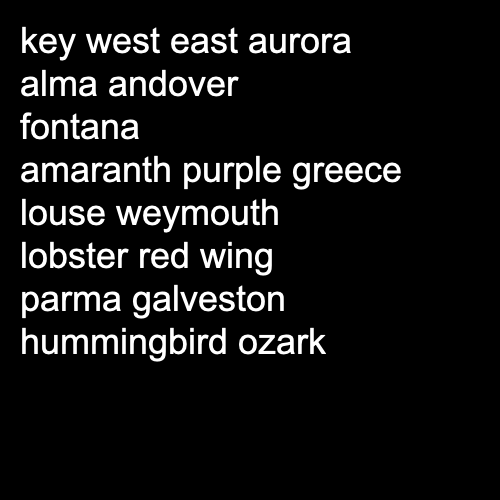 key west east aurora
alma andover
fontana
amaranth purple greece
louse weymouth
lobster red wing
parma galveston
hummingbird ozark